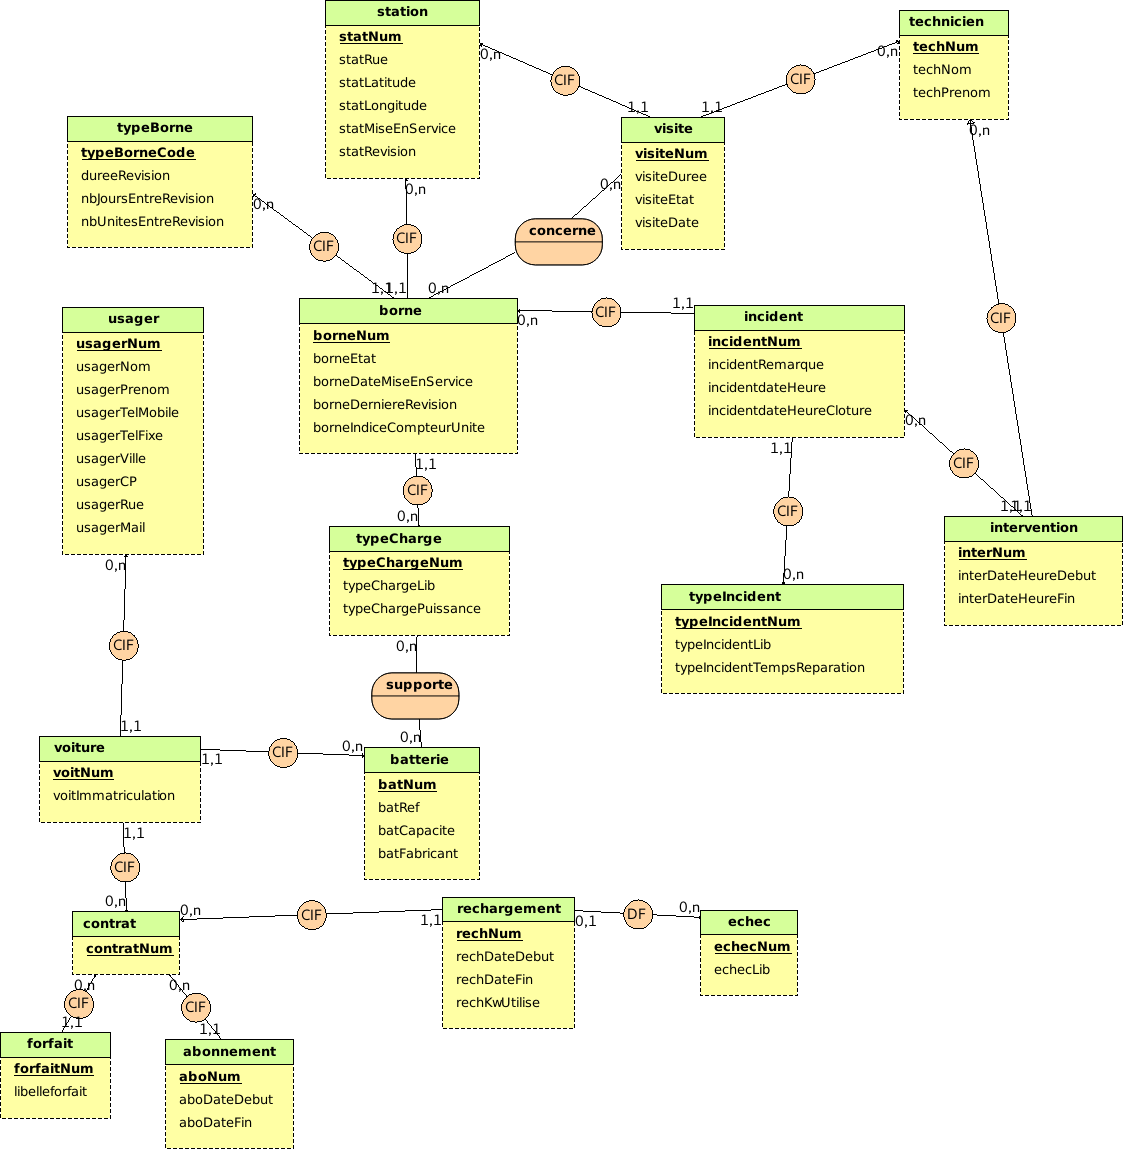 station
statNum
statRue
statLatitude
statLongitude
statMiseEnService
statRevision
technicien
techNum
techNom
techPrenom
0,n
CIF
1,1
0,n
CIF
1,1
0,n
typeBorne
typeBorneCode
dureeRevision
nbJoursEntreRevision
nbUnitesEntreRevision
visite
visiteNum
visiteDuree
visiteEtat
visiteDate
0,n
0,n
0,n
concerne
CIF
CIF
0,n
1,1
1,1
0,n
CIF
usager
usagerNum
usagerNom
usagerPrenom
usagerTelMobile
usagerTelFixe
usagerVille
usagerCP
usagerRue
usagerMail
borne
borneNum
borneEtat
borneDateMiseEnService
borneDerniereRevision
borneIndiceCompteurUnite
0,n
CIF
1,1
incident
incidentNum
incidentRemarque
incidentdateHeure
incidentdateHeureCloture
0,n
CIF
1,1
1,1
1,1
CIF
0,n
1,1
CIF
0,n
intervention
interNum
interDateHeureDebut
interDateHeureFin
typeCharge
typeChargeNum
typeChargeLib
typeChargePuissance
typeIncident
typeIncidentNum
typeIncidentLib
typeIncidentTempsReparation
0,n
CIF
1,1
0,n
supporte
0,n
voiture
voitNum
voitImmatriculation
1,1
CIF
0,n
batterie
batNum
batRef
batCapacite
batFabricant
1,1
CIF
0,n
contrat
contratNum
0,n
CIF
1,1
rechargement
rechNum
rechDateDebut
rechDateFin
rechKwUtilise
0,1
DF
0,n
echec
echecNum
echecLib
0,n
CIF
1,1
0,n
CIF
1,1
forfait
forfaitNum
libelleforfait
abonnement
aboNum
aboDateDebut
aboDateFin